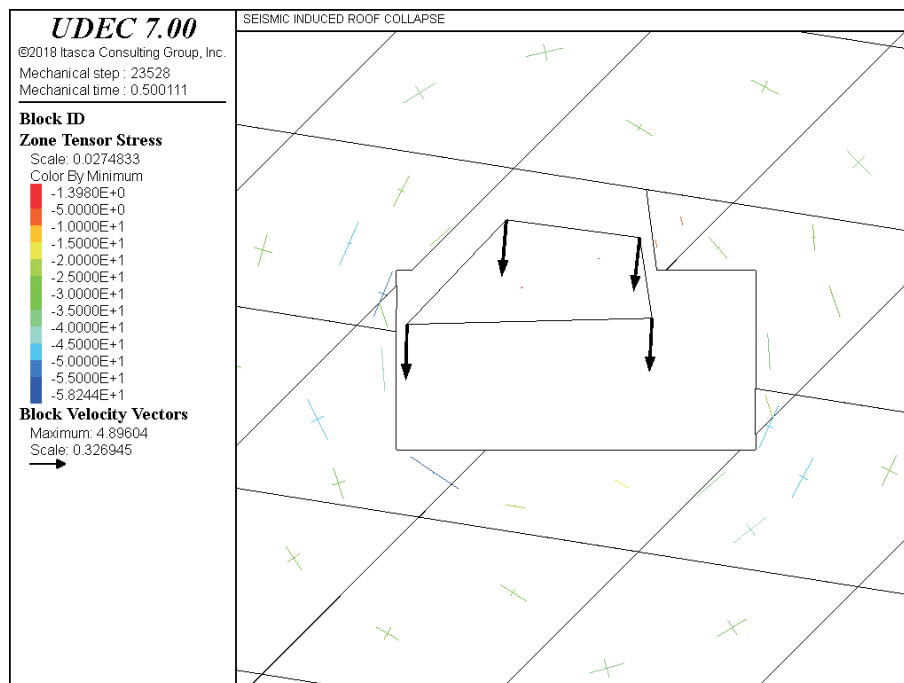 UDEC 7.00
©2018 Itasca Consulting Group, Inc.
Mechanical step : 23528
Mechanical time : 0.500111
Block ID
Zone Tensor Stress
Scale: 0.0274833
Color By Minimum
-1.3980E+0
-5.0000E+0
-1.0000E+1
-1.5000E+1
-2.0000E+1
-2.5000E+1
-3.0000E+1
-3.5000E+1
-4.0000E+1
-4.5000E+1
-5.0000E+1
-5.5000E+1
-5.8244E+1
Block Velocity Vectors
Maximum: 4.89604
Scale: 0.326945
SEISMIC INDUCED ROOF COLLAPSE